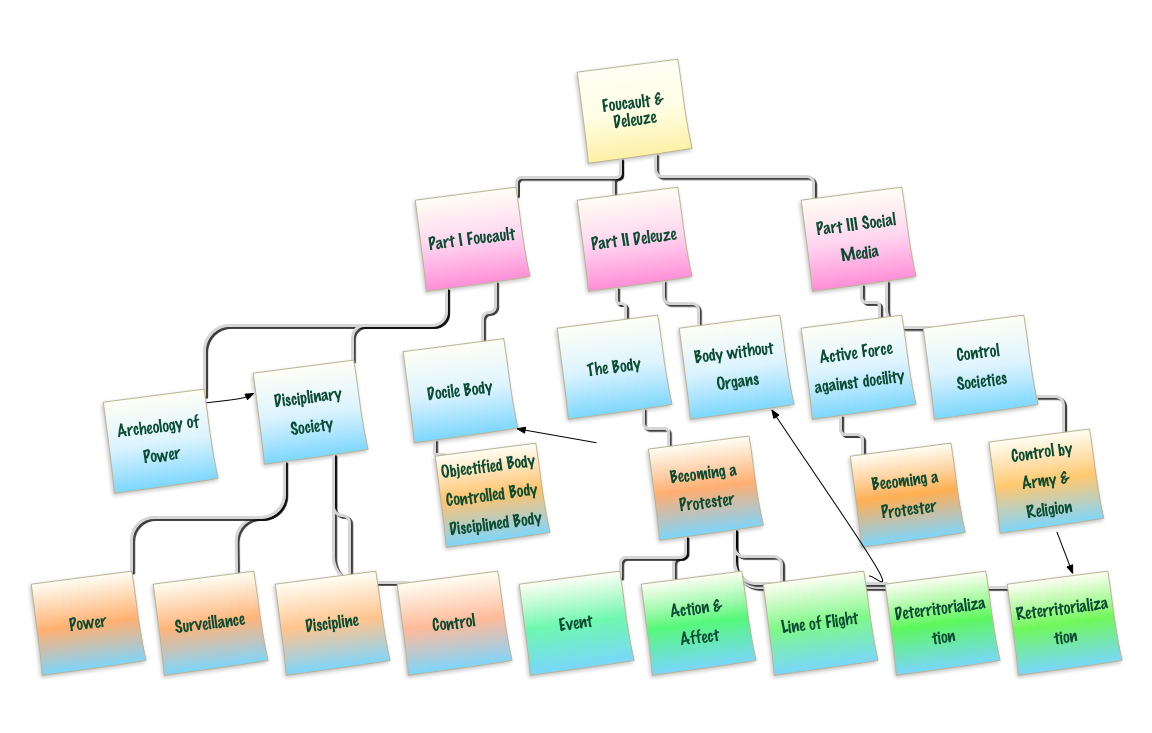 Foucault &
Deleuze
Part I Foucault
Part II Deleuze
Part III Social
Media
Archeology of
Power
Disciplinary
Society
Docile Body
The Body
Body without
Organs
Active Force
against docility
Control
Societies
Objectified Body
Controlled Body
Disciplined Body
Becoming a
Protester
Becoming a
Protester
Control by
Army &
Religion
Power
Surveillance
Discipline
Control
Event
Action &
Affect
Line of Flight
Deterritorializa
tion
Reterritorializa
tion